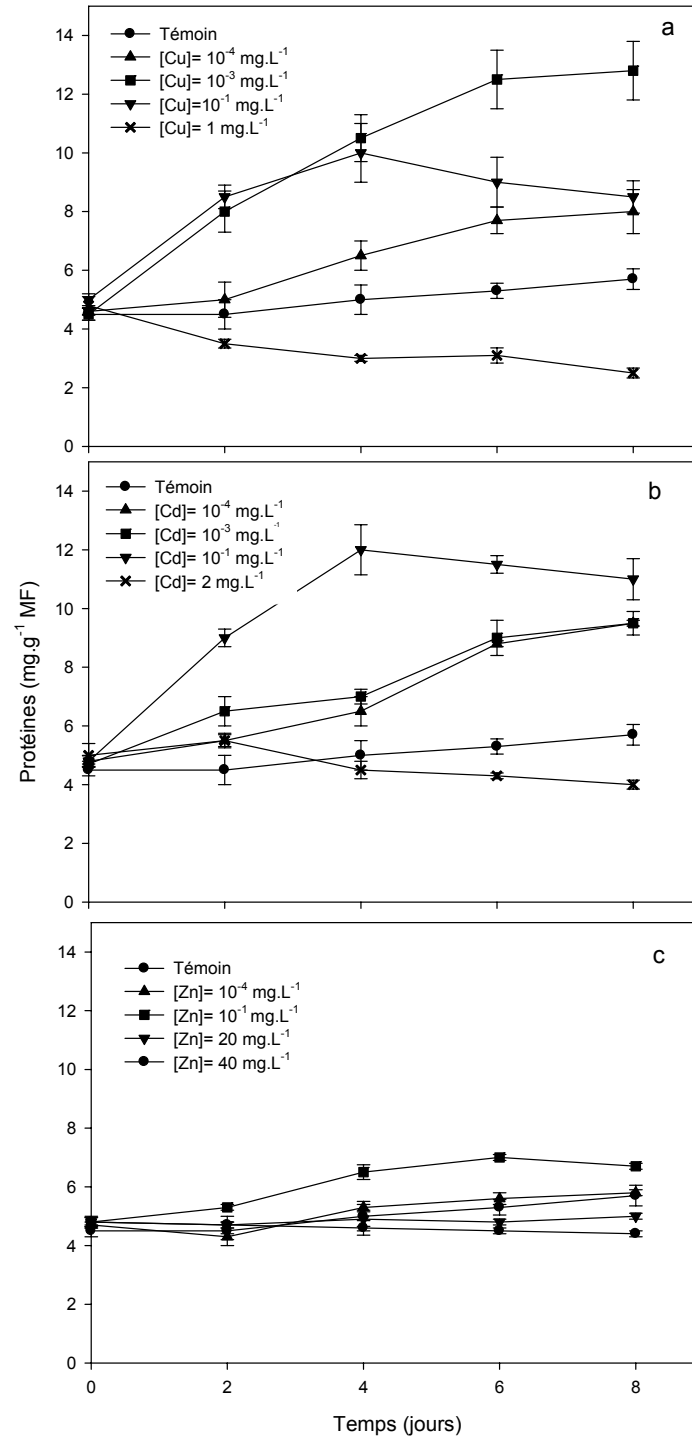 a
14
12
10
8
6
4
2
0
Témoin
[Cu]= 10⁻⁴ mg.L⁻¹
[Cu]= 10⁻³ mg.L⁻¹
[Cu]=10⁻¹ mg.L⁻¹
[Cu]= 1 mg.L⁻¹
b
14
12
10
8
6
4
2
0
Témoin
[Cd]= 10⁻⁴ mg.L⁻¹
[Cd]= 10⁻³ mg.L⁻¹
[Cd]= 10⁻¹ mg.L⁻¹
[Cd]= 2 mg.L⁻¹
Protéines (mg.g⁻¹ MF)
c
14
12
10
8
6
4
2
0
Témoin
[Zn]= 10⁻⁴ mg.L⁻¹
[Zn]= 10⁻¹ mg.L⁻¹
[Zn]= 20 mg.L⁻¹
[Zn]= 40 mg.L⁻¹
0 2 4 6 8
Temps (jours)